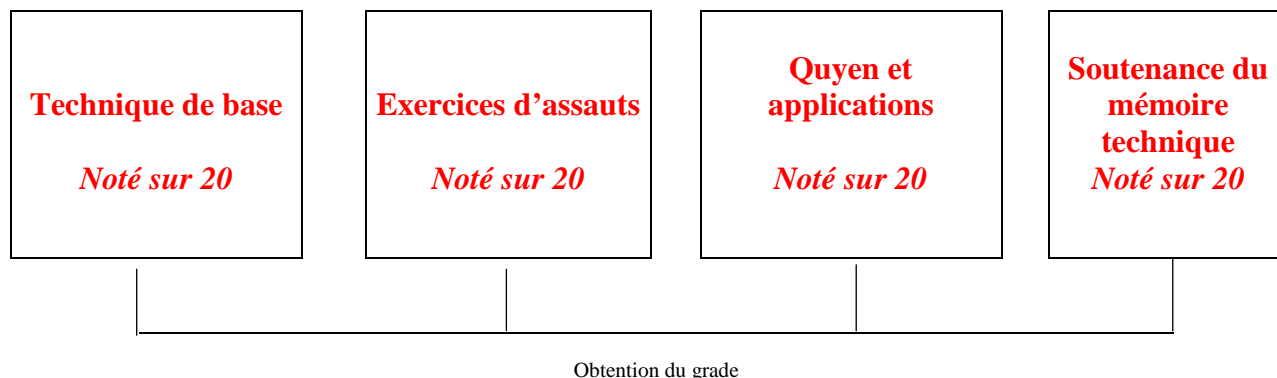 Technique de base
Noté sur 20
Exercices d’assauts
Noté sur 20
Quyen et
applications
Noté sur 20
Soutenance du
mémoire
technique
Noté sur 20
Obtention du grade